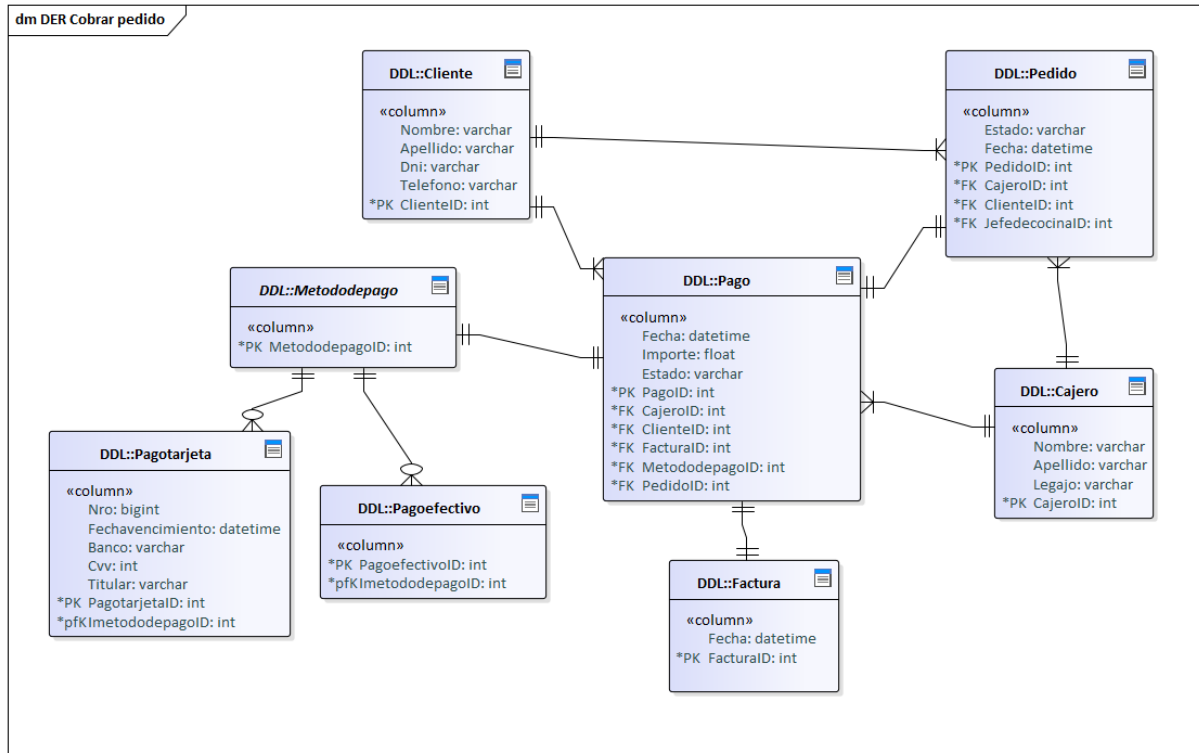 dm DER Cobrar pedido
DDL::Cliente
«column»
Nombre: varchar
Apellido: varchar
Dni: varchar
Telefono: varchar
*PK ClienteID: int
DDL::Pedido
«column»
Estado: varchar
Fecha: datetime
*PK PedidoID: int
*FK CajeroID: int
*FK ClienteID: int
*FK JefedecocinaID: int
DDL::Metododepago
«column»
*PK MetododepagoID: int
DDL::Pago
«column»
Fecha: datetime
Importe: float
Estado: varchar
*PK PagoID: int
*FK CajeroID: int
*FK ClienteID: int
*FK FacturaID: int
*FK MetododepagoID: int
*FK PedidoID: int
DDL::Cajero
«column»
Nombre: varchar
Apellido: varchar
Legajo: varchar
*PK CajeroID: int
DDL::Pagotarjeta
«column»
Nro: bigint
Fechavencimiento: datetime
Banco: varchar
Cvv: int
Titular: varchar
*PK PagotarjetaID: int
*pfKImetododepagoID: int
DDL::Pagoefectivo
«column»
*PK PagoefectivoID: int
*pfKImetododepagoID: int
DDL::Factura
«column»
Fecha: datetime
*PK FacturaID: int